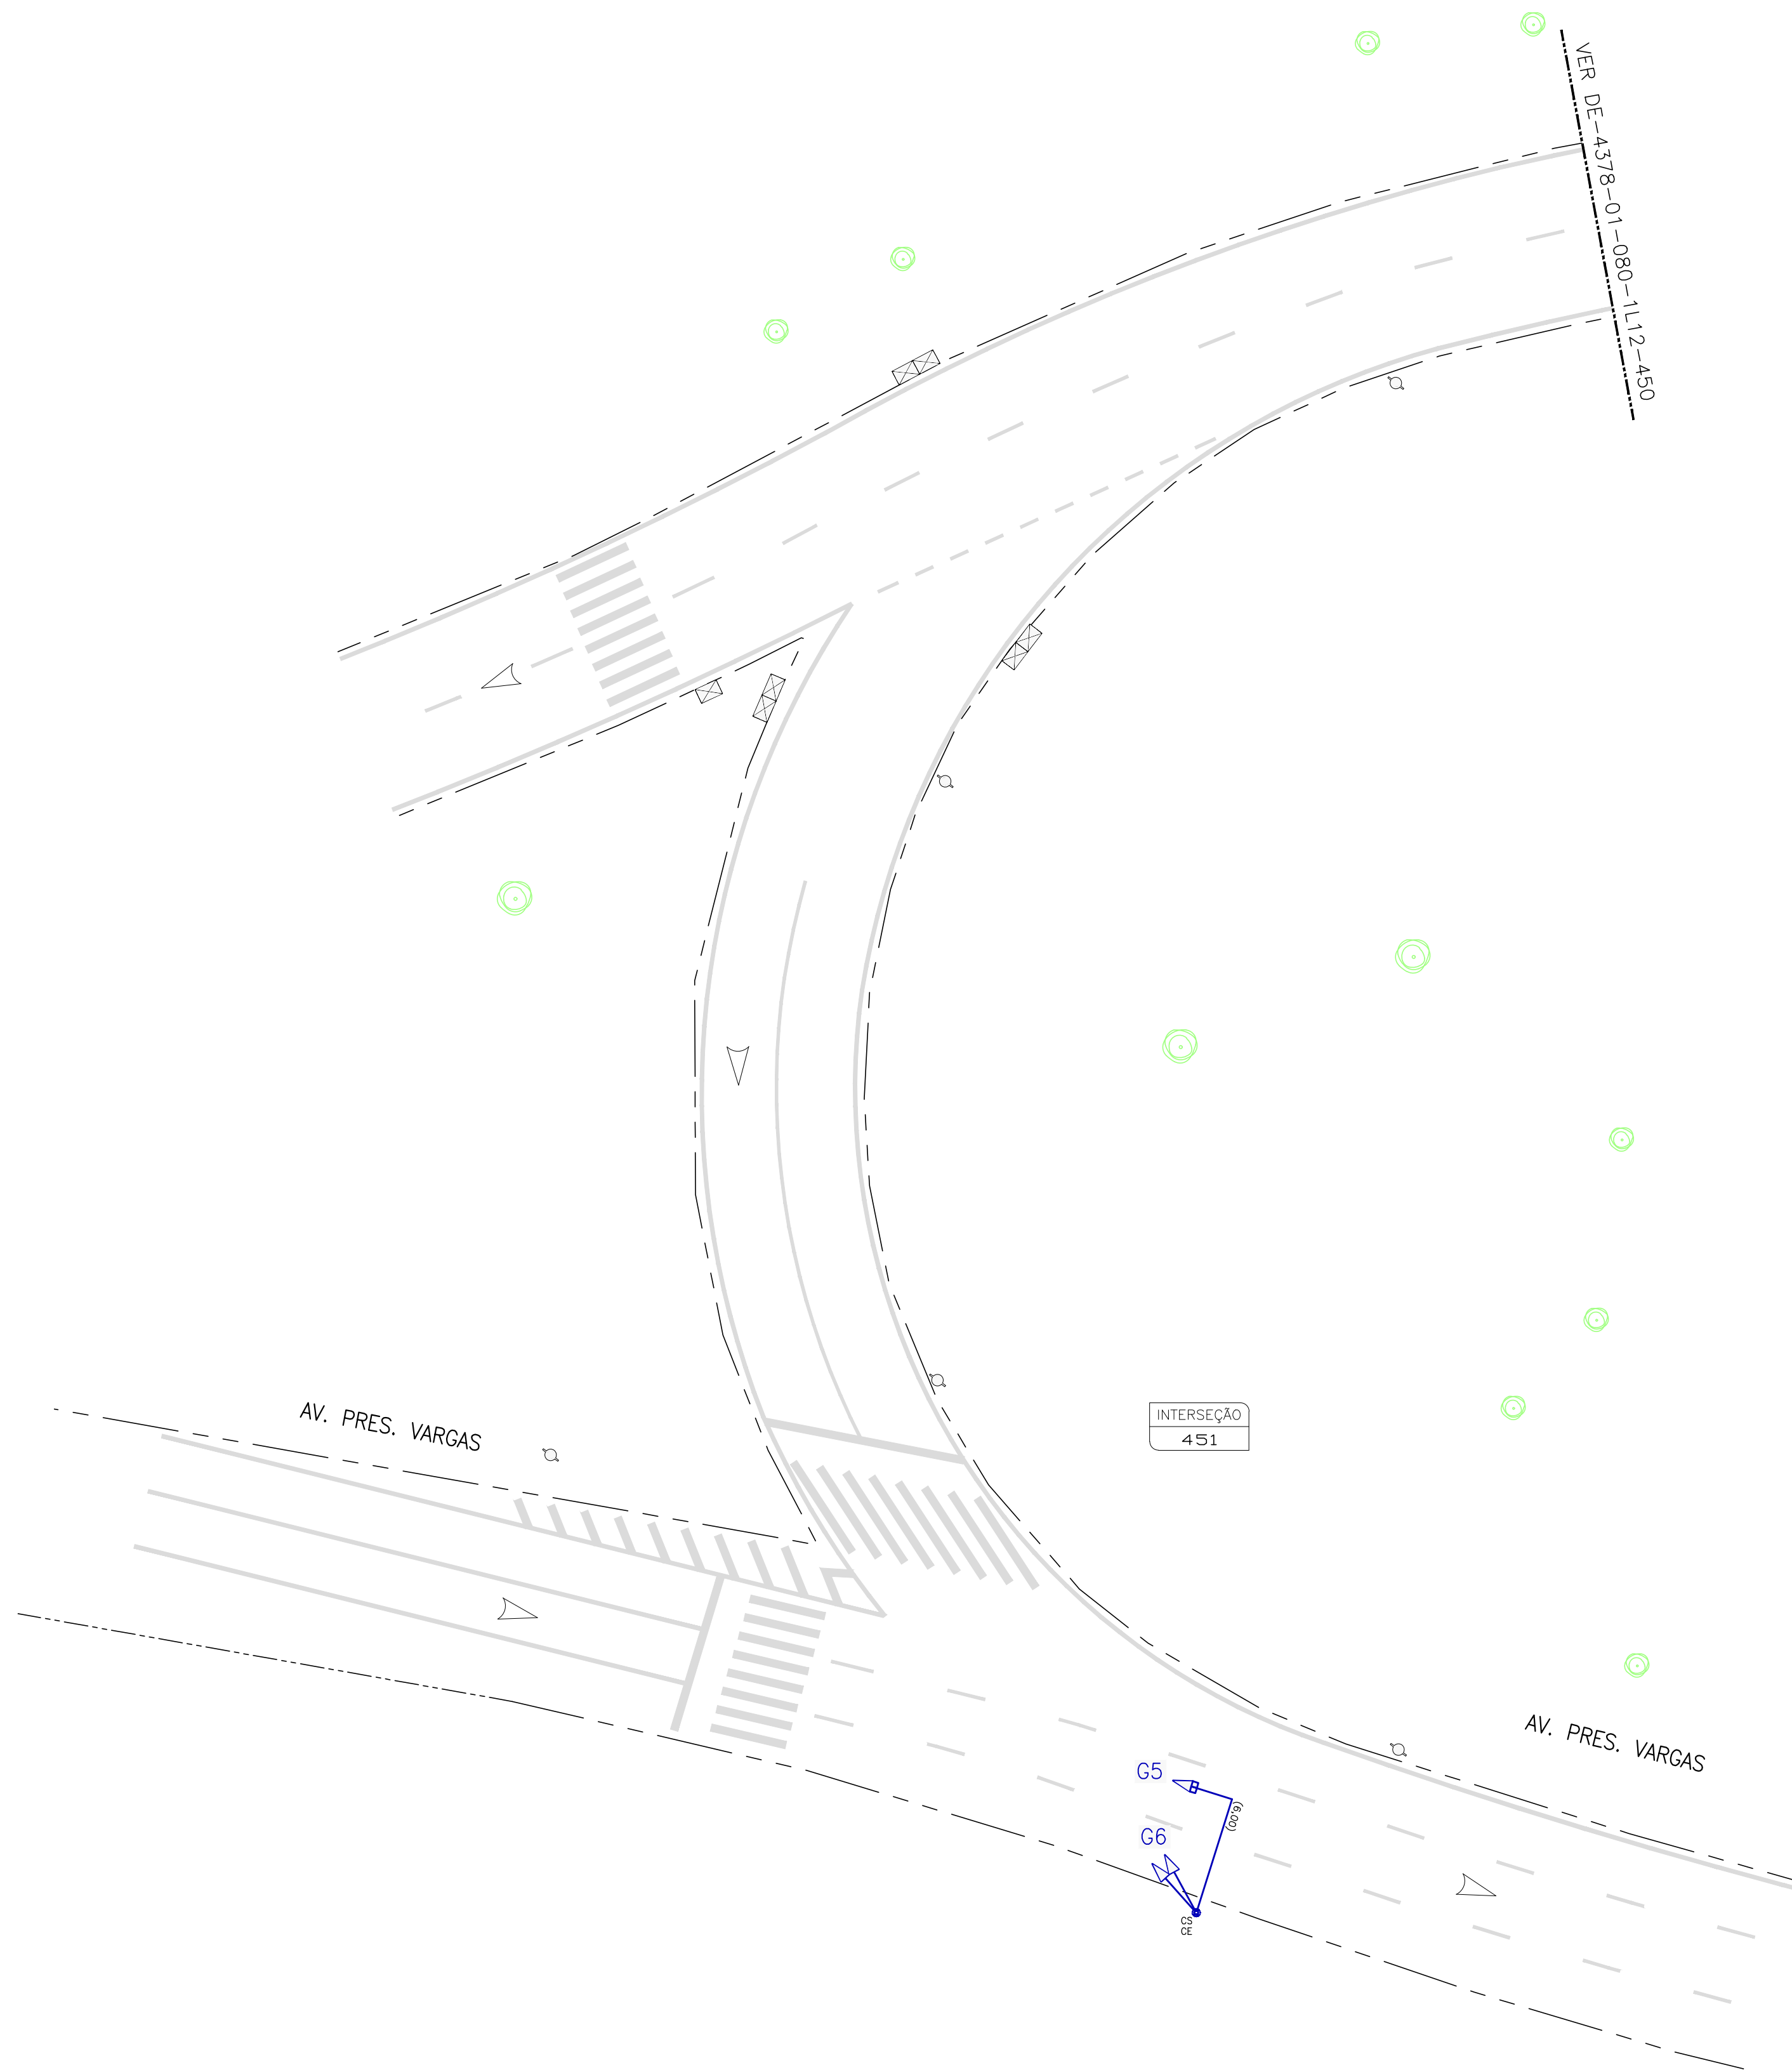 VER DE-4378-01-080-1L12-450
AV. PRES. VARGAS
INTERSEÇÃO
451
AV. PRES. VARGAS
G5
(6,00)
G6
CS
CE